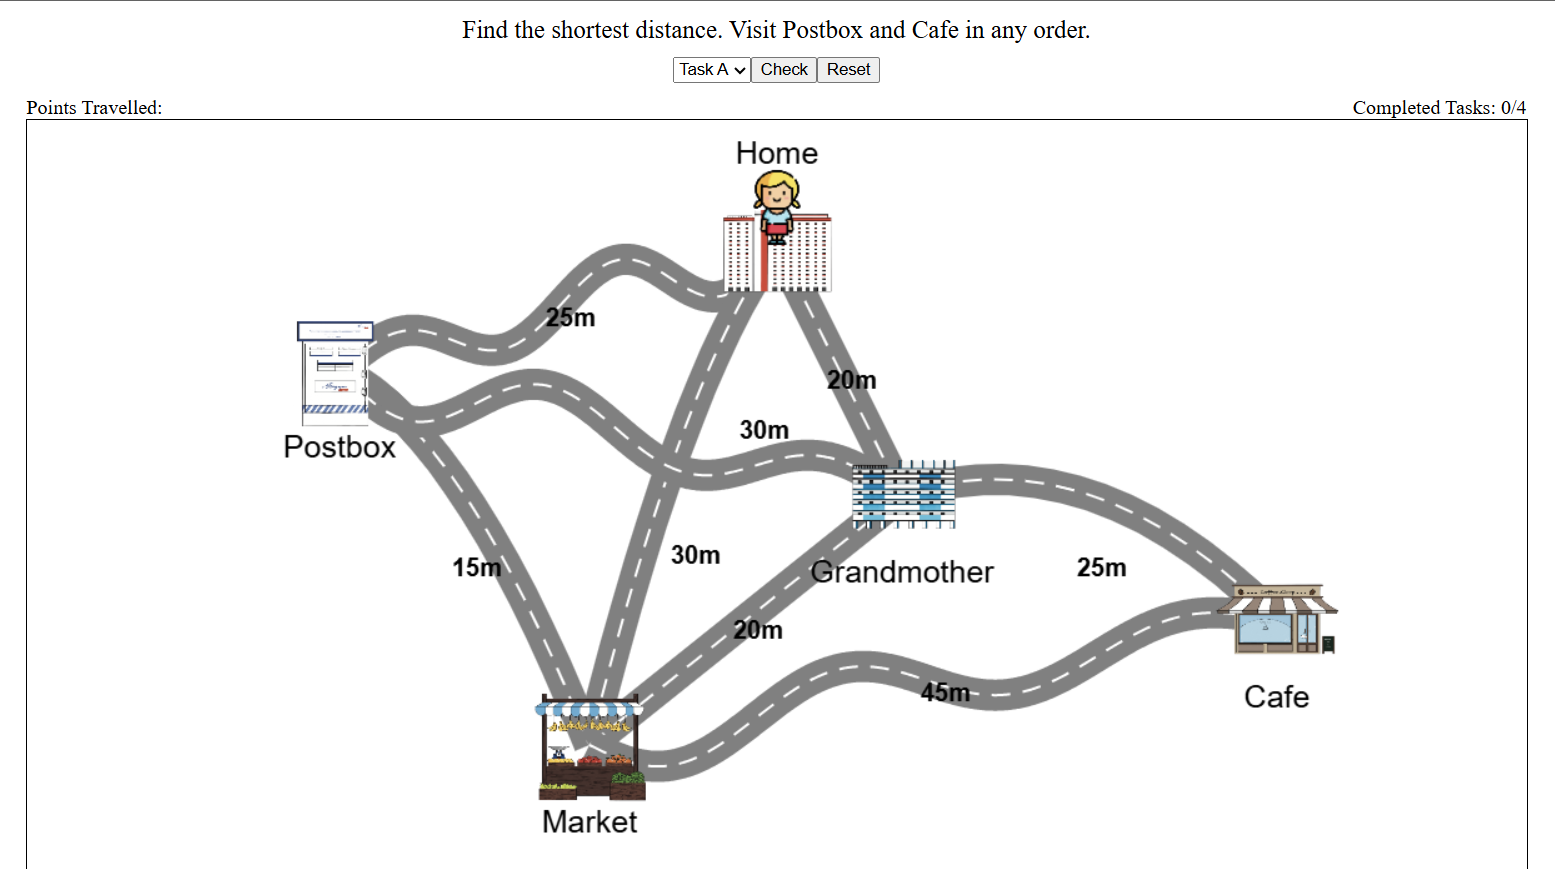 Find the shortest distance. Visit Postbox and Cafe in any order.
Task A Check Reset
Points Travelled: Completed Tasks: 0/4
Home
25m
20m
30m
Postbox
15m
30m
Grandmother
25m
20m
45m
Cafe
Market